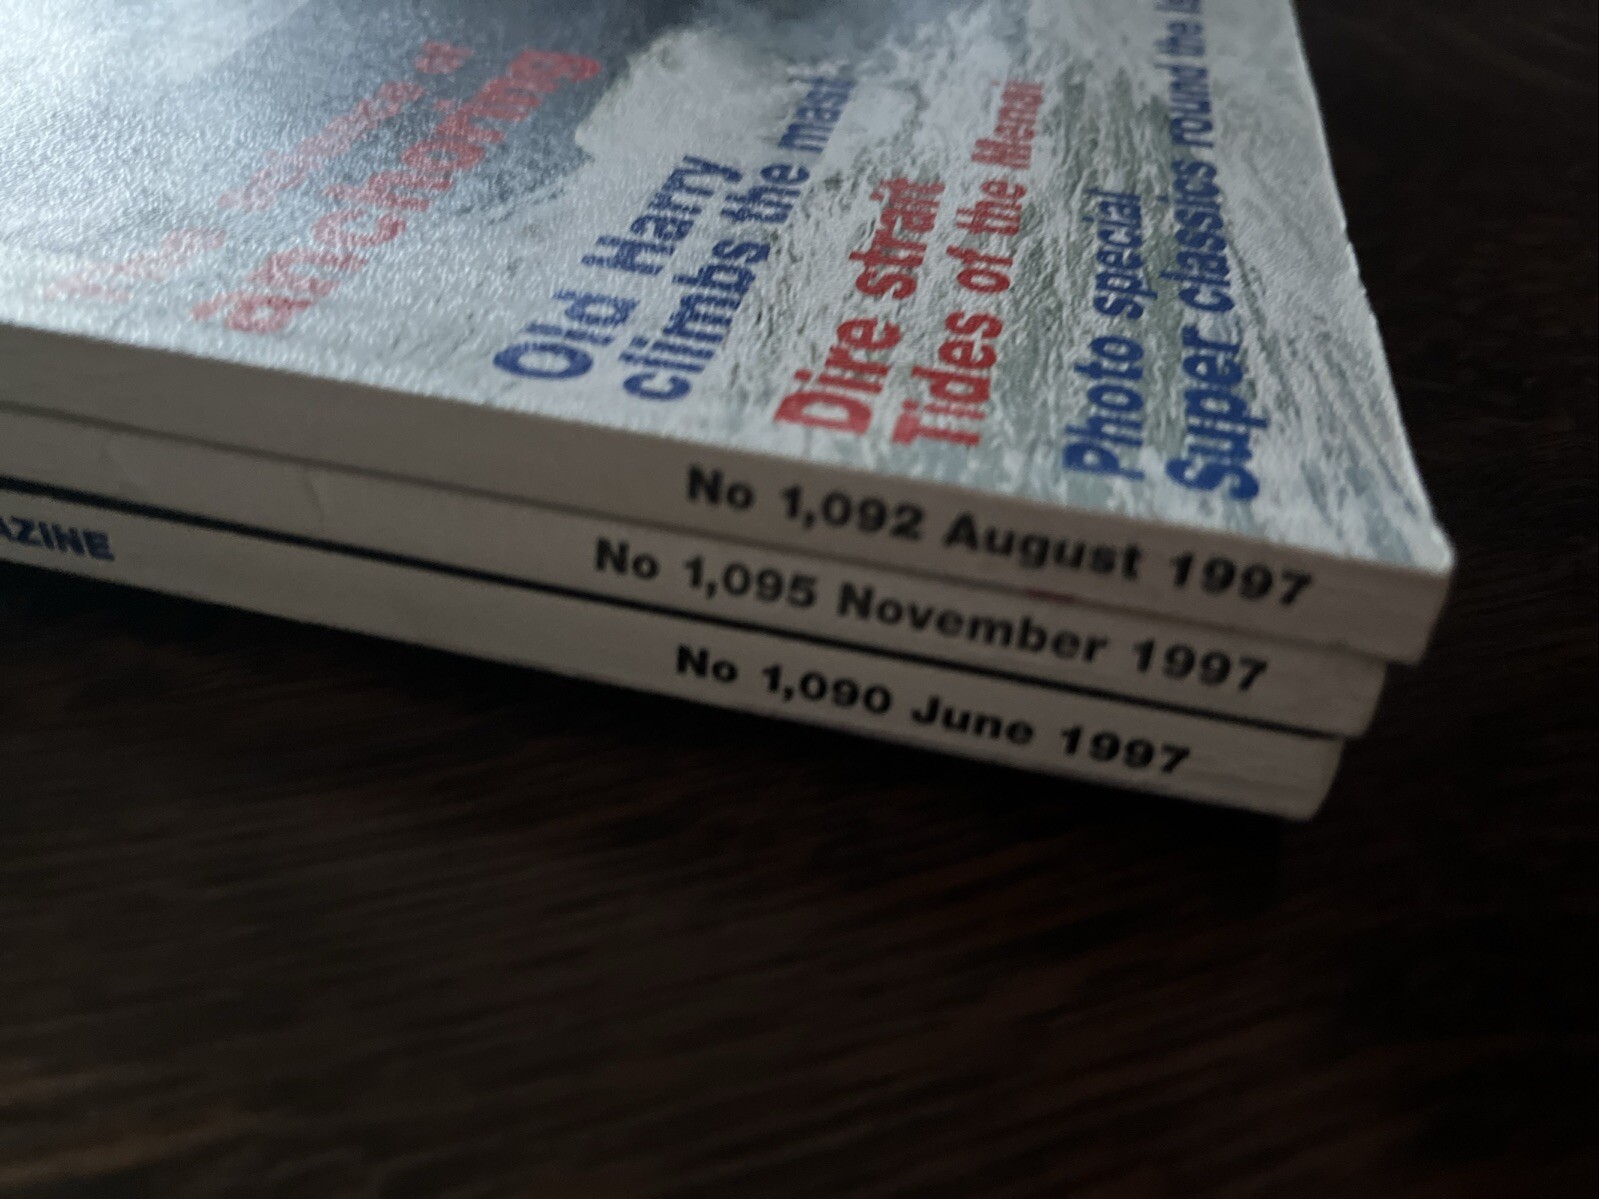 anchoring
Old Harry
climbs the mast
Dire strait
Tides of the Menai
Photo special
Super classics round the
No 1,092 August 1997
No 1,095 November 1997
AZINE
No 1,090 June 1997